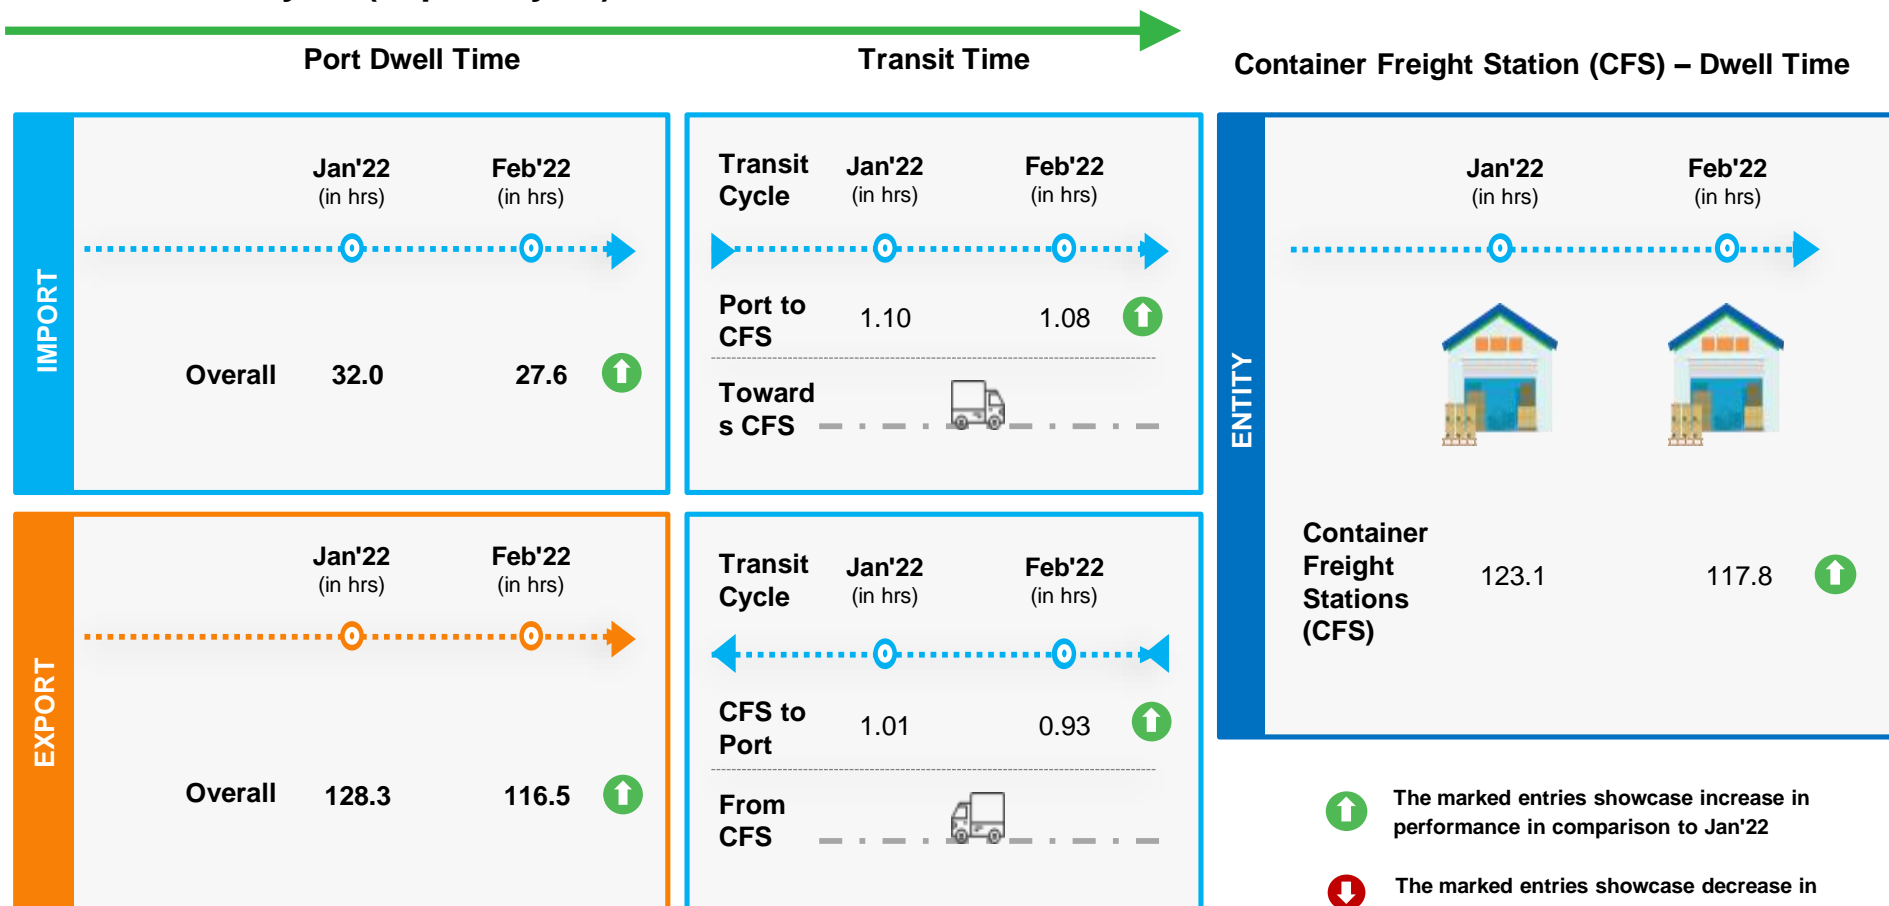 Port Dwell Time
Transit Time
Container Freight Station (CFS) – Dwell Time
IMPORT
Jan'22
(in hrs)
Feb'22
(in hrs)
Overall
32.0
27.6
Transit
Cycle
Jan'22
(in hrs)
Feb'22
(in hrs)
Port to
CFS
1.10
1.08
Toward
s CFS
ENTITY
Jan'22
(in hrs)
Feb'22
(in hrs)
Container
Freight
Stations
(CFS)
123.1
117.8
EXPORT
Jan'22
(in hrs)
Feb'22
(in hrs)
Overall
128.3
116.5
Transit
Cycle
Jan'22
(in hrs)
Feb'22
(in hrs)
CFS to
Port
1.01
0.93
From
CFS
The marked entries showcase increase in
performance in comparison to Jan'22
The marked entries showcase decrease in